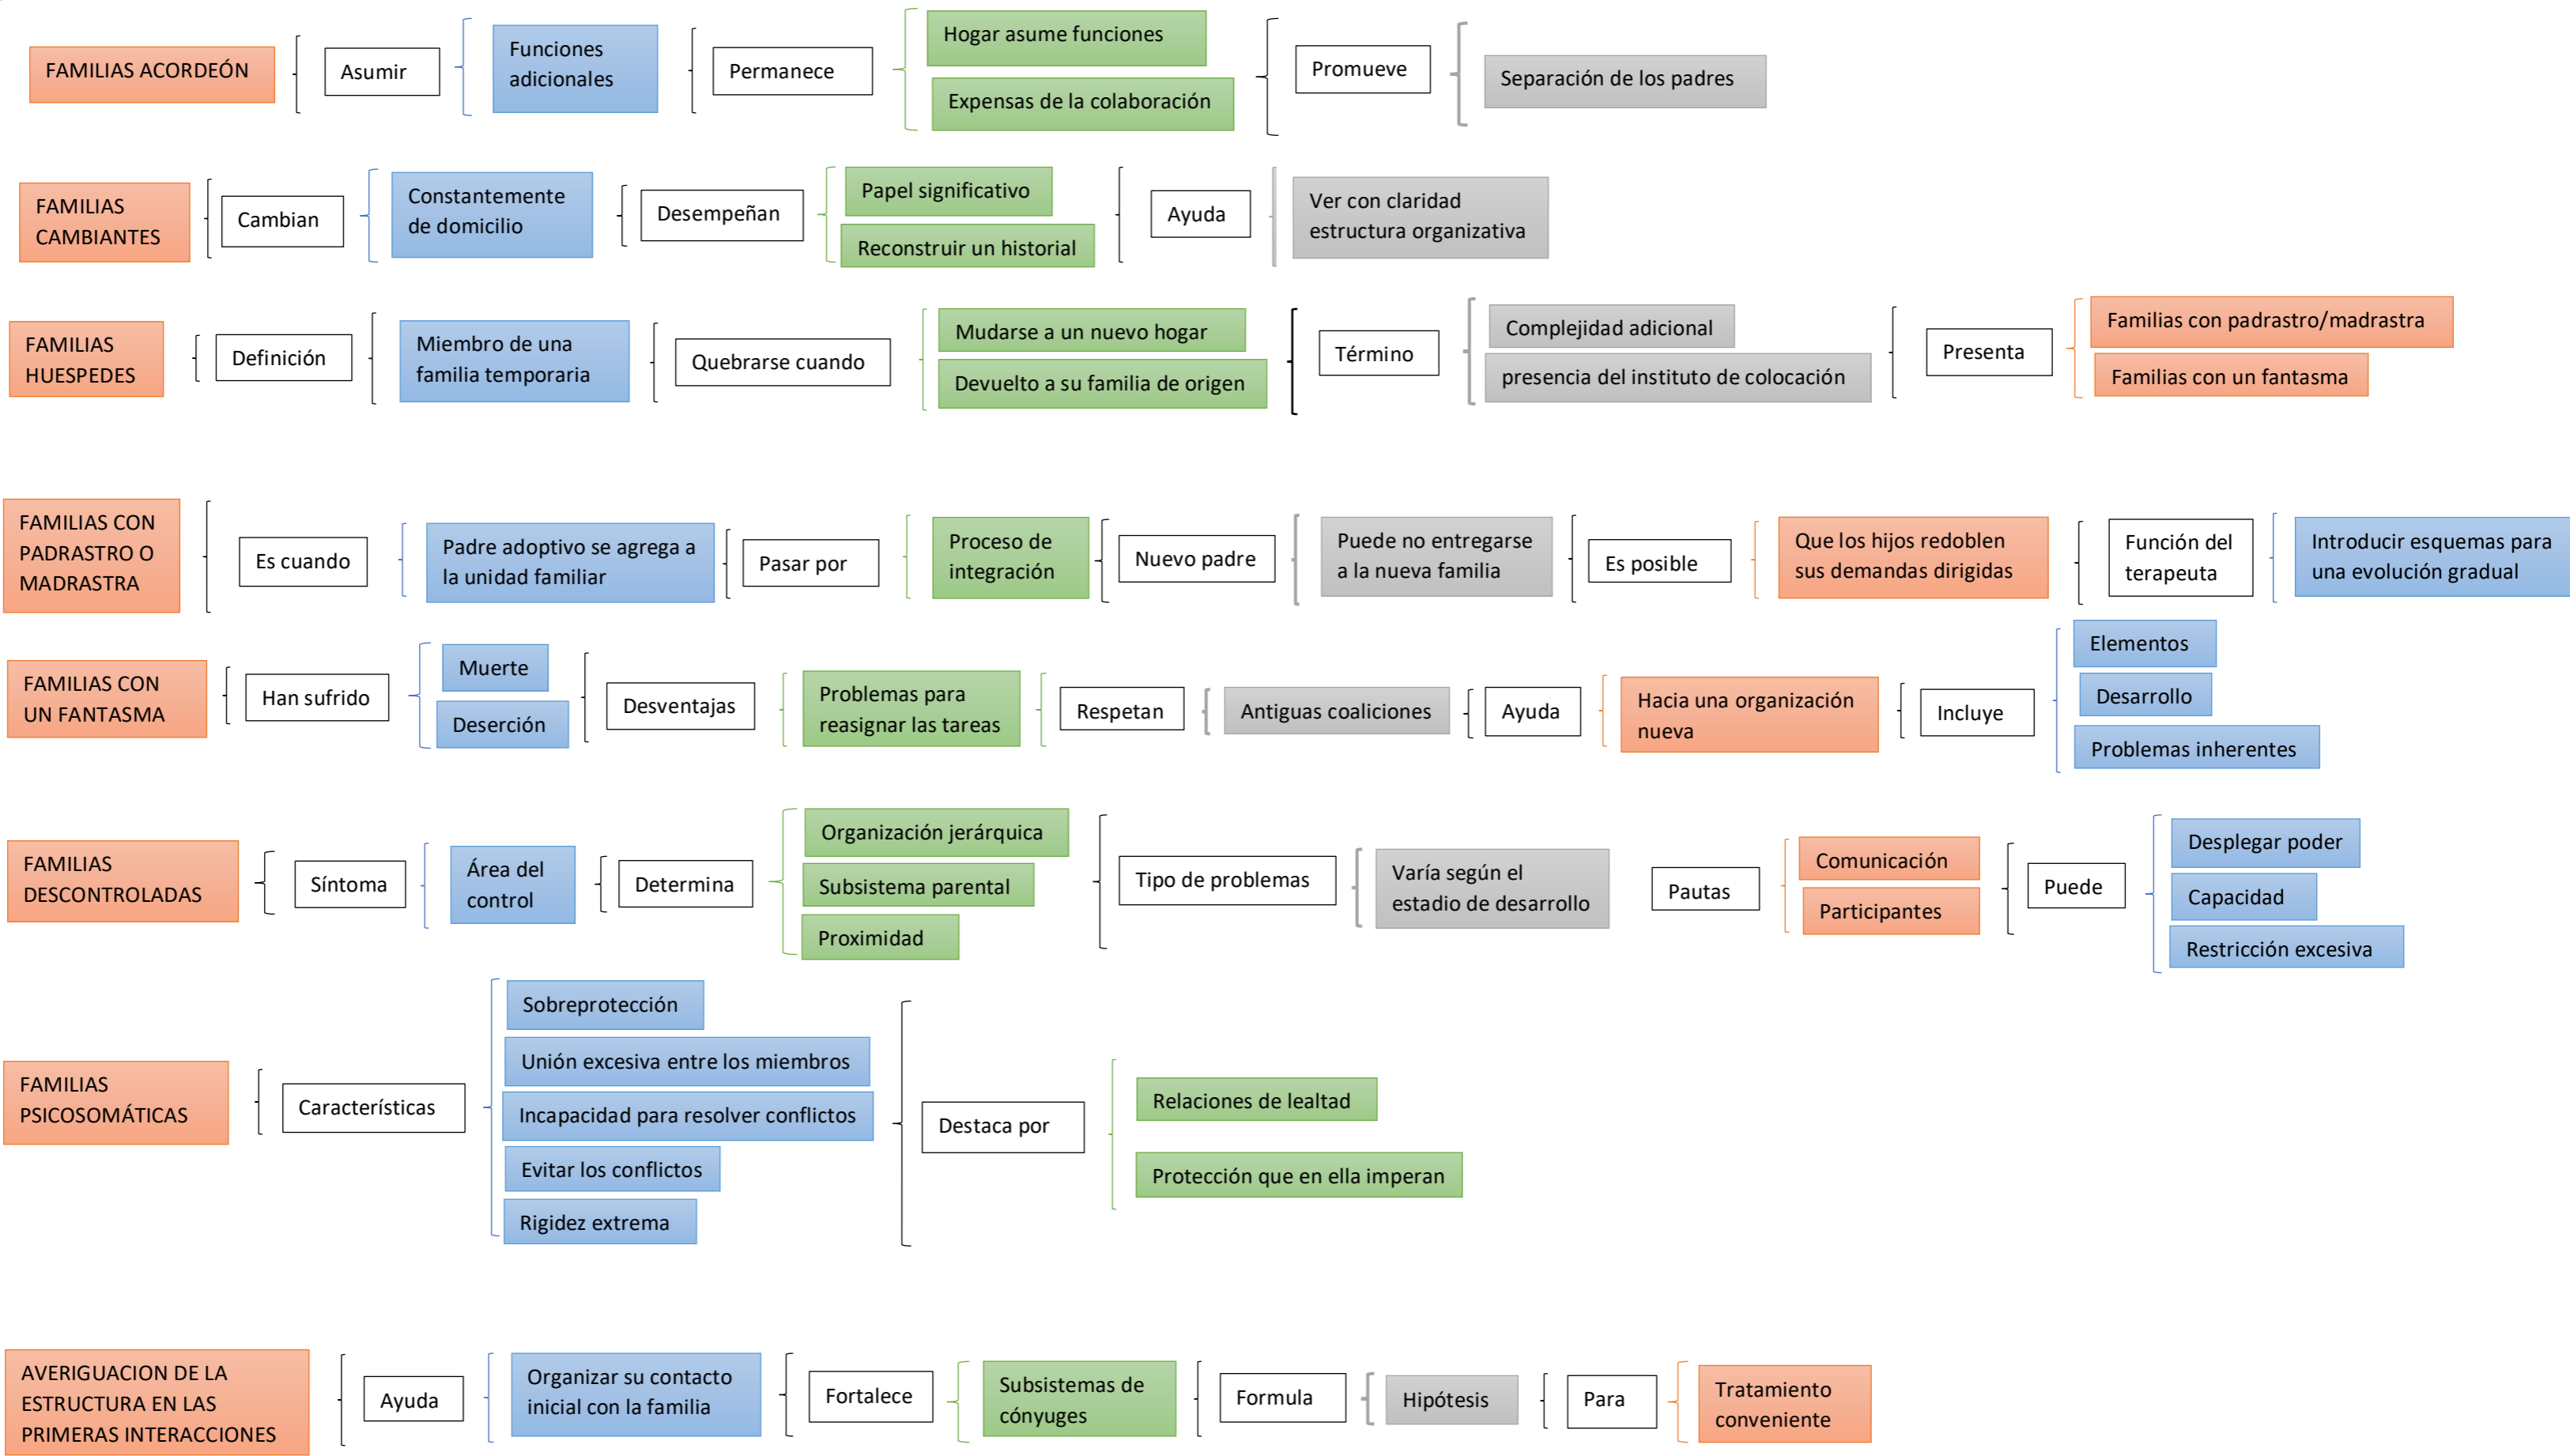 FAMILIAS ACORDEÓN
Asumir
Funciones
adicionales
Permanece
Hogar asume funciones
Expensas de la colaboración
Promueve
Separación de los padres
FAMILIAS
CAMBIANTES
Cambian
Constantemente
de domicilio
Desempeñan
Papel significativo
Reconstruir un historial
Ayuda
Ver con claridad
estructura organizativa
FAMILIAS
HUESPEDES
Definición
Miembro de una
familia temporaria
Quebrarse cuando
Mudarse a un nuevo hogar
Devuelto a su familia de origen
Término
Complejidad adicional
presencia del instituto de colocación
Presenta
Familias con padrastro/madrastra
Familias con un fantasma
FAMILIAS CON
PADRASTRO O
MADRASTRA
Es cuando
Padre adoptivo se agrega a
la unidad familiar
Pasar por
Proceso de
integración
Nuevo padre
Puede no entregarse
a la nueva familia
Es posible
Que los hijos redoblen
sus demandas dirigidas
Función del
terapeuta
Introducir esquemas para
una evolución gradual
FAMILIAS CON
UN FANTASMA
Han sufrido
Muerte
Deserción
Desventajas
Problemas para
reasignar las tareas
Respetan
Antiguas coaliciones
Ayuda
Hacia una organización
nueva
Incluye
Elementos
Desarrollo
Problemas inherentes
FAMILIAS
DESCONTROLADAS
Síntoma
Área del
control
Determina
Organización jerárquica
Subsistema parental
Proximidad
Tipo de problemas
Varía según el
estadio de desarrollo
Pautas
Comunicación
Participantes
Puede
Desplegar poder
Capacidad
Restricción excesiva
FAMILIAS
PSICOSOMÁTICAS
Características
Sobreprotección
Unión excesiva entre los miembros
Incapacidad para resolver conflictos
Evitar los conflictos
Rigidez extrema
Destaca por
Relaciones de lealtad
Protección que en ella imperan
AVERIGUACION DE LA
ESTRUCTURA EN LAS
PRIMERAS INTERACCIONES
Ayuda
Organizar su contacto
inicial con la familia
Fortalece
Subsistemas de
cónyuges
Formula
Hipótesis
Para
Tratamiento
conveniente